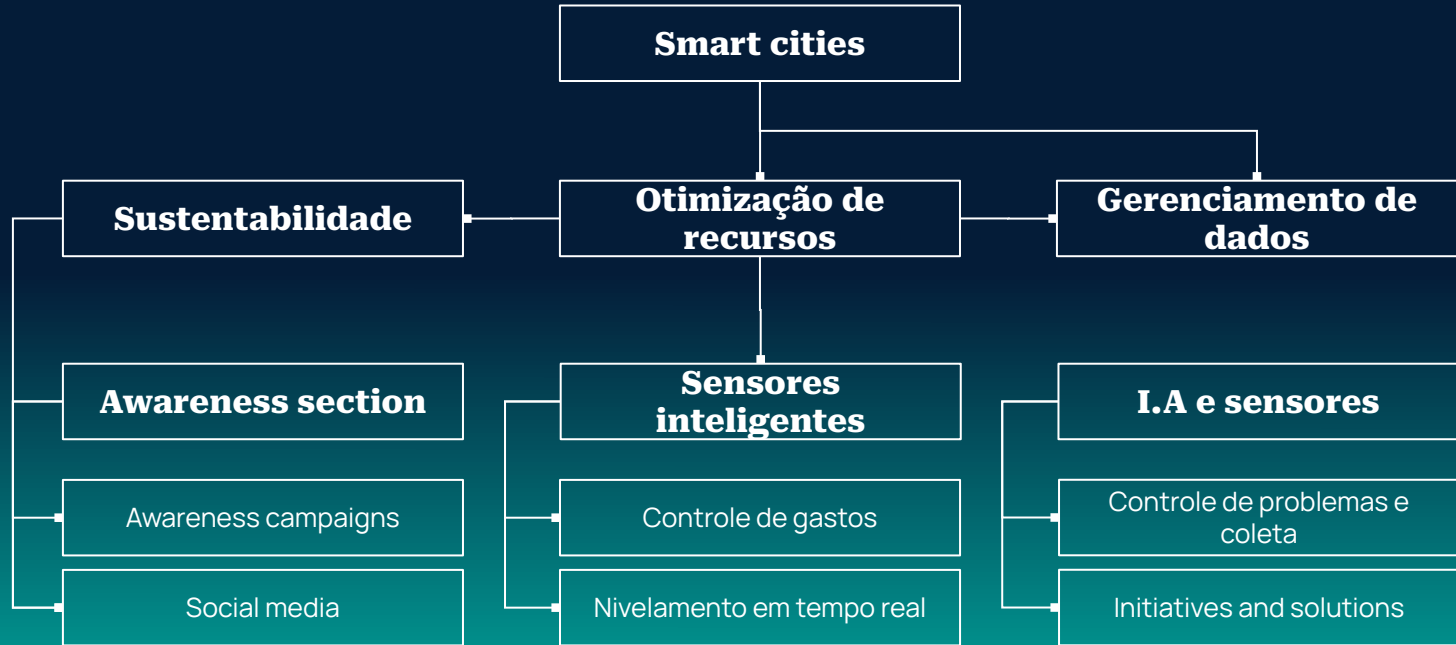 Smart cities
Sustentabilidade
Otimização de
recursos
Gerenciamento de
dados
Awareness section
Sensores
inteligentes
I.A e sensores
Awareness campaigns
Controle de gastos
Controle de problemas e
coleta
Social media
Nivelamento em tempo real
Initiatives and solutions